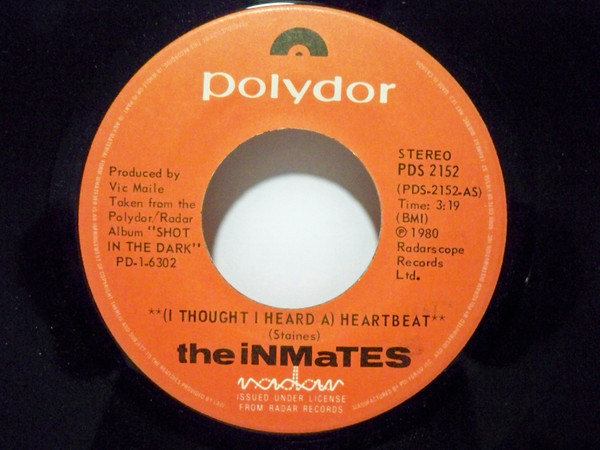 polydor
STEREO
PDS 2152
(PDS-2152-AS)
Time: 3:19
(BMI)
℗ 1980
Radarscope
Records
Ltd.
Produced by
Vic Maile
Taken from the
Polydor/Radar
Album "SHOT
IN THE DARK"
PD-1-6302
**(I THOUGHT I HEARD A) HEARTBEAT**
(Staines)
the iNMaTES
radar
ISSUED UNDER LICENSE
FROM RADAR RECORDS